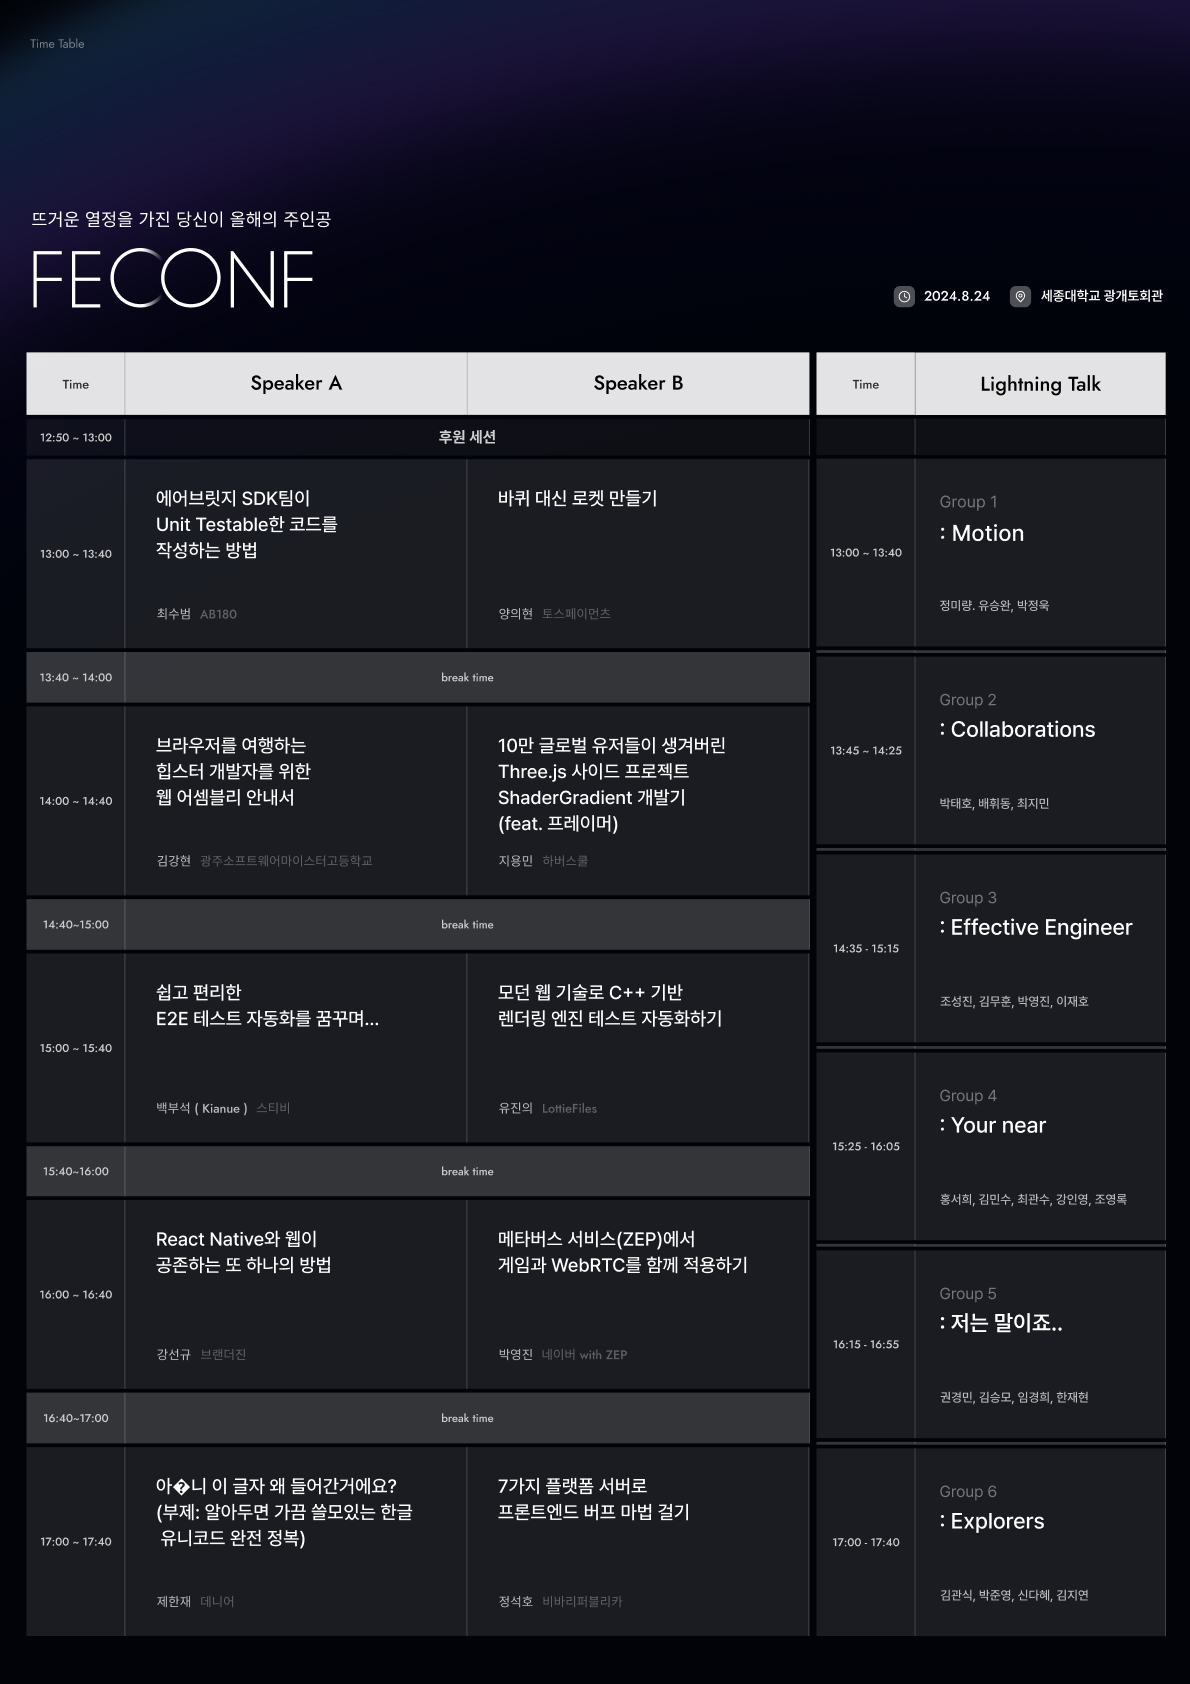 Time Table
뜨거운 열정을 가진 당신이 올해의 주인공
FECONF
2024.8.24 세종대학교 광개토회관
Time Speaker A Speaker B
12:50 ~ 13:00 후원 세션
13:00 ~ 13:40
에어브릿지 SDK팀이
Unit Testable한 코드를
작성하는 방법
최수범 AB180
바퀴 대신 로켓 만들기
양의현 토스페이먼츠
13:40 ~ 14:00 break time
14:00 ~ 14:40
브라우저를 여행하는
힙스터 개발자를 위한
웹 어셈블리 안내서
김강현 광주소프트웨어마이스터고등학교
10만 글로벌 유저들이 생겨버린
Three.js 사이드 프로젝트
ShaderGradient 개발기
(feat. 프레이머)
지용민 하버스쿨
14:40~15:00 break time
15:00 ~ 15:40
쉽고 편리한
E2E 테스트 자동화를 꿈꾸며...
백부석 ( Kianue ) 스티비
모던 웹 기술로 C++ 기반
렌더링 엔진 테스트 자동화하기
유진의 LottieFiles
15:40~16:00 break time
16:00 ~ 16:40
React Native와 웹이
공존하는 또 하나의 방법
강선규 브랜더진
메타버스 서비스(ZEP)에서
게임과 WebRTC를 함께 적용하기
박영진 네이버 with ZEP
16:40~17:00 break time
17:00 ~ 17:40
아�니 이 글자 왜 들어간거에요?
(부제: 알아두면 가끔 쓸모있는 한글
유니코드 완전 정복)
제한재 데니어
7가지 플랫폼 서버로
프론트엔드 버프 마법 걸기
정석호 비바리퍼블리카
Time Lightning Talk
13:00 ~ 13:40
Group 1
: Motion
정미량. 유승완, 박정욱
13:45 ~ 14:25
Group 2
: Collaborations
박태호, 배휘동, 최지민
14:35 - 15:15
Group 3
: Effective Engineer
조성진, 김무훈, 박영진, 이재호
15:25 - 16:05
Group 4
: Your near
홍서희, 김민수, 최관수, 강인영, 조영록
16:15 - 16:55
Group 5
: 저는 말이죠..
권경민, 김승모, 임경희, 한재현
17:00 - 17:40
Group 6
: Explorers
김관식, 박준영, 신다혜, 김지연